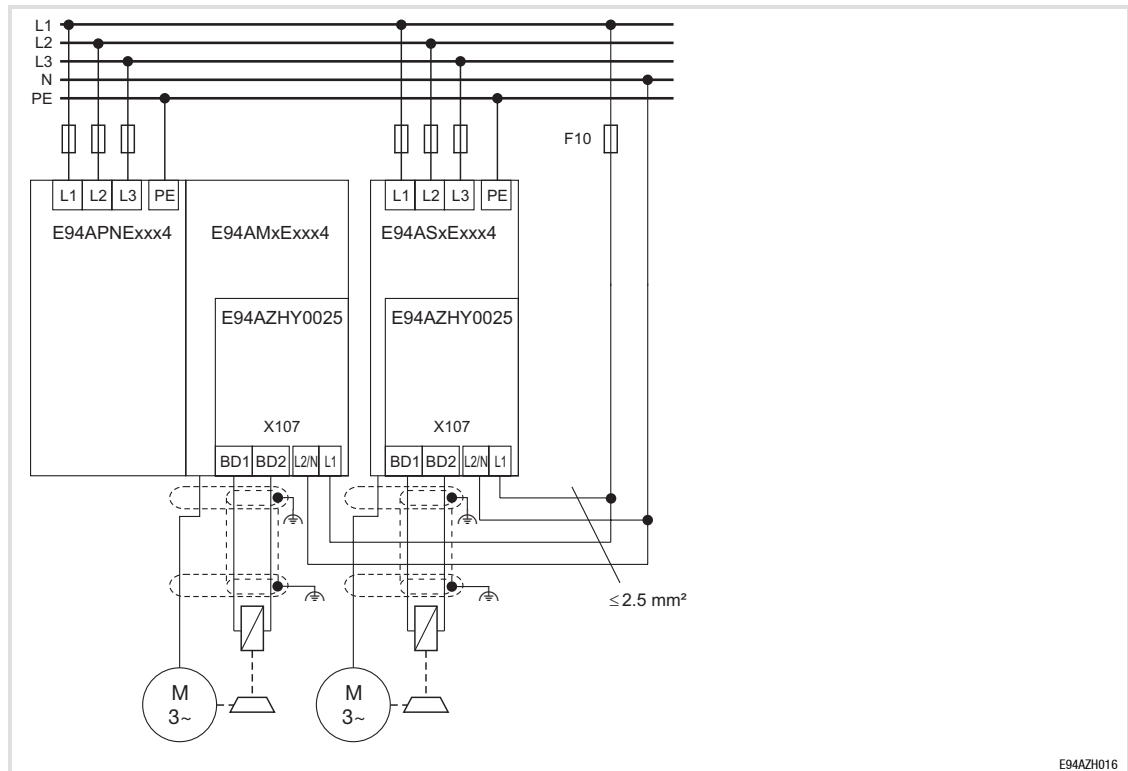 L1
L2
L3
N
PE
F10
L1 L2 L3 PE
L1 L2 L3 PE
E94APNExxx4
E94AMxExxx4
E94ASxExxx4
E94AZHY0025
E94AZHY0025
X107
X107
BD1 BD2 L2/N L1
BD1 BD2 L2/N L1
≤2.5 mm²
M
3~
M
3~
E94AZH016